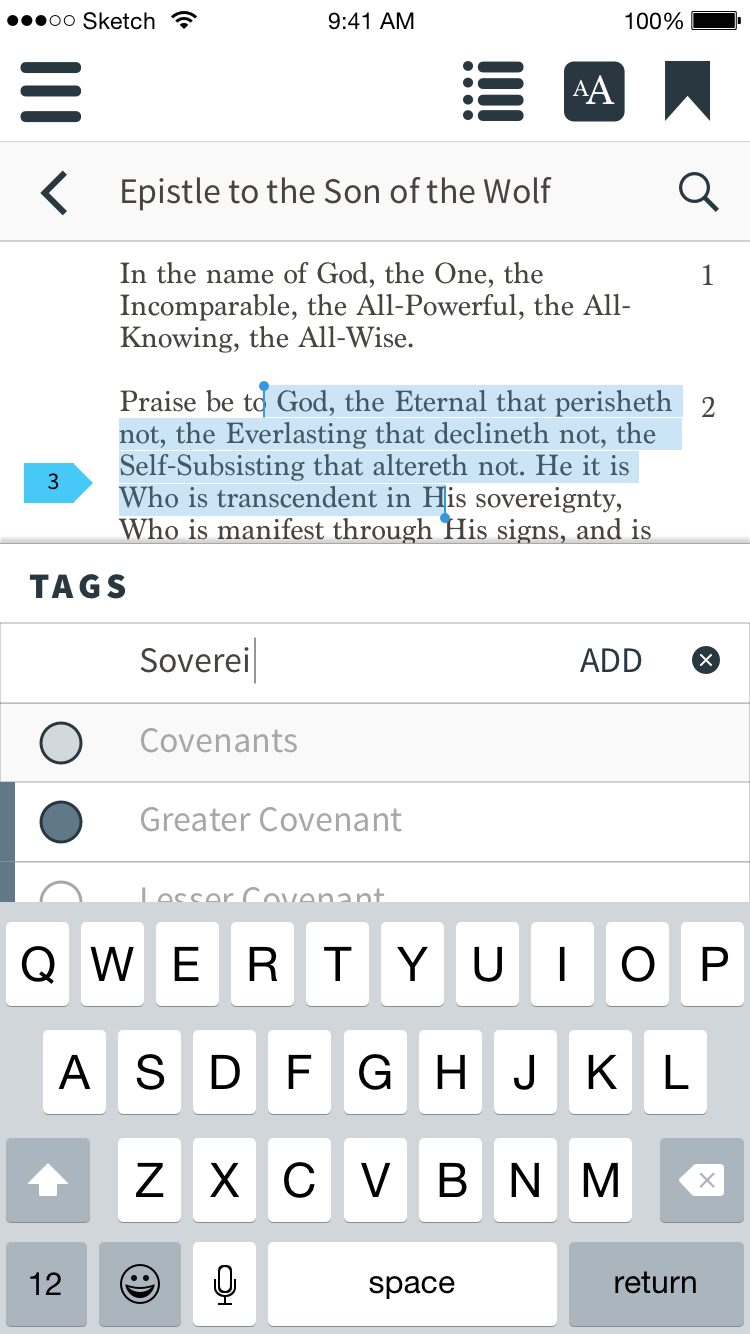 Sketch 9:41 AM 100%
AA
Epistle to the Son of the Wolf
In the name of God, the One, the 1
Incomparable, the All-Powerful, the All-
Knowing, the All-Wise.
Praise be to God, the Eternal that perisheth 2
not, the Everlasting that declineth not, the
Self-Subsisting that altereth not. He it is
3
Who is transcendent in His sovereignty,
Who is manifest through His signs, and is
TAGS
Soverei ADD
Covenants
Greater Covenant
Lesser Covenant
Q W E R T Y U I O P
A S D F G H J K L
Z X C V B N M
12 space return